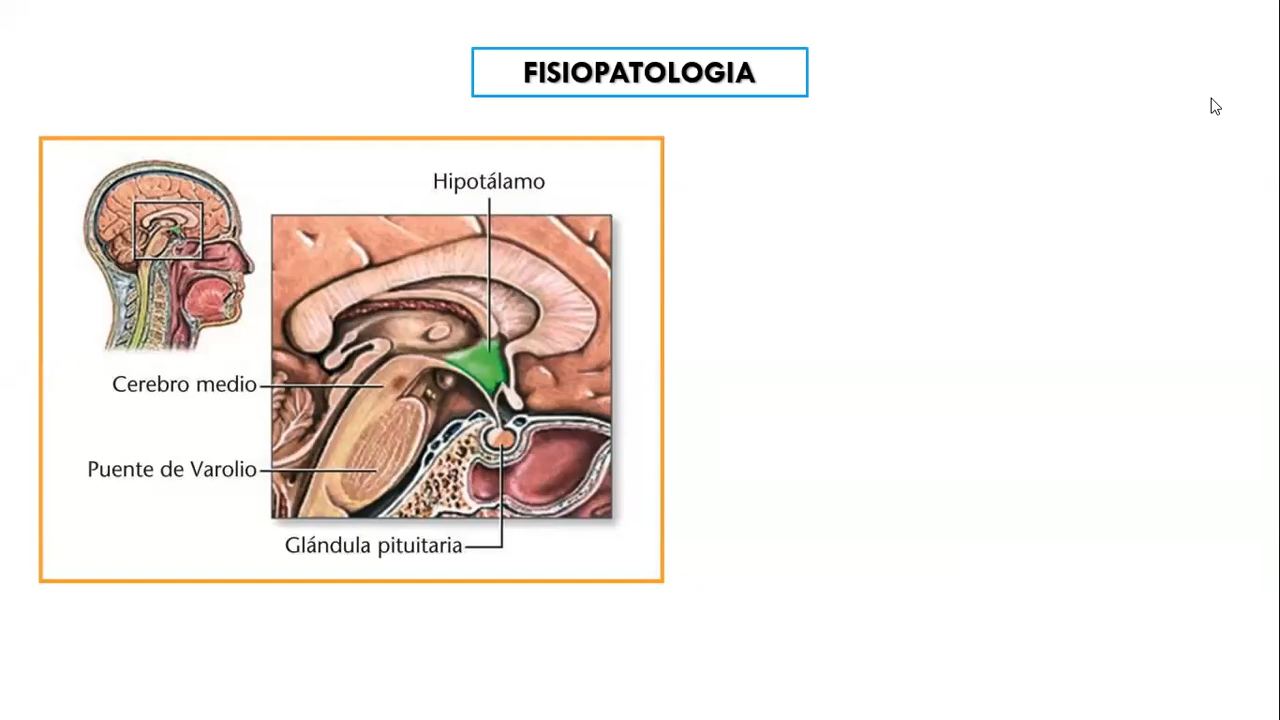 FISIOPATOLOGIA
Hipotálamo
Cerebro medio
Puente de Varolio
Glándula pituitaria